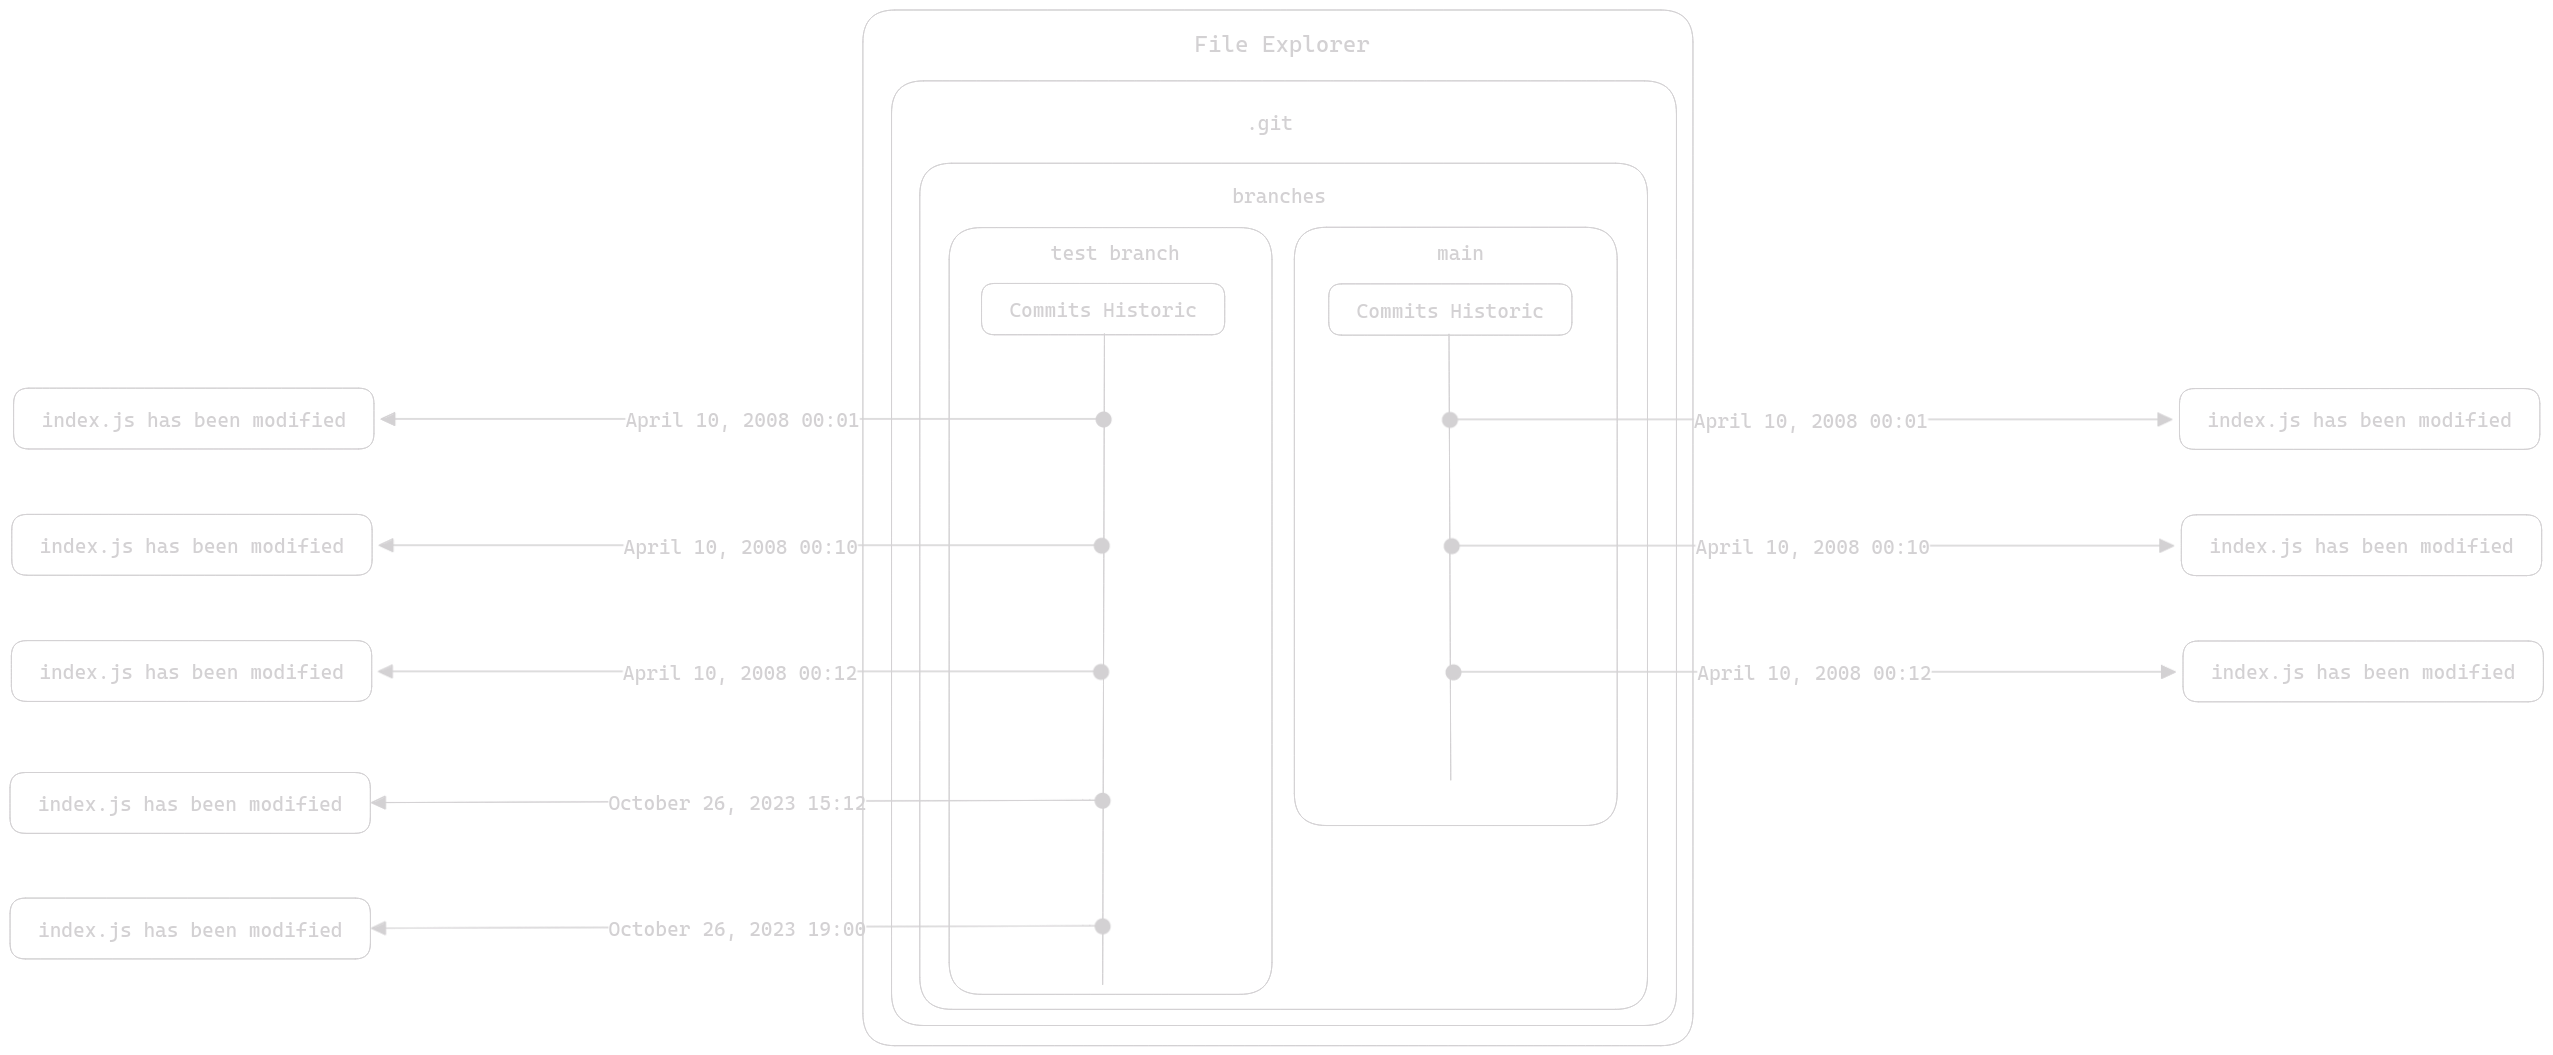 File Explorer
.git
branches
test branch
main
Commits Historic
Commits Historic
index.js has been modified
April 10, 2008 00:01
April 10, 2008 00:01
index.js has been modified
index.js has been modified
April 10, 2008 00:10
April 10, 2008 00:10
index.js has been modified
index.js has been modified
April 10, 2008 00:12
April 10, 2008 00:12
index.js has been modified
index.js has been modified
October 26, 2023 15:12
index.js has been modified
October 26, 2023 19:00